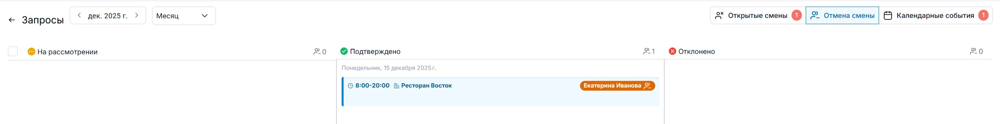 Запросы
дек. 2025 г.
Месяц
Открытые смены 1
Отмена смены
Календарные события 1
На рассмотрении 0
Подтверждено 1
Отклонено 0
Понедельник, 15 декабря 2025 г.
8:00-20:00 Ресторан Восток Екатерина Иванова